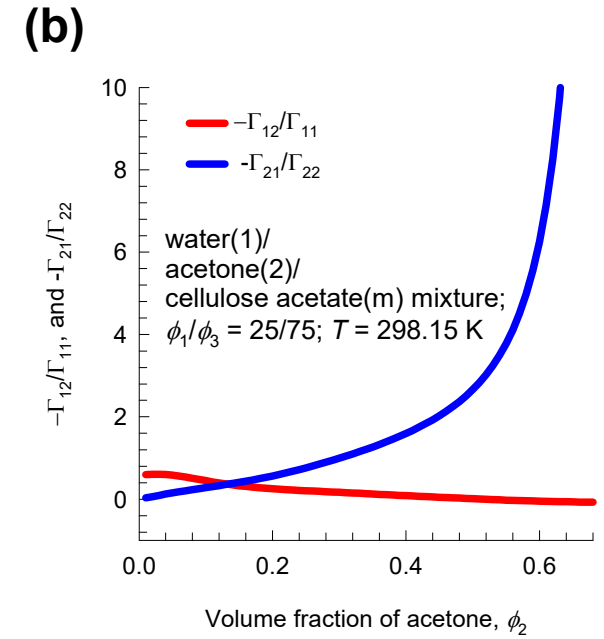 (b)
−Γ12/Γ11, and -Γ21/Γ22
10
8
6
4
2
0
−Γ12/Γ11
-Γ21/Γ22
water(1)/
acetone(2)/
cellulose acetate(m) mixture;
ϕ1/ϕ3 = 25/75; T = 298.15 K
0.0 0.2 0.4 0.6
Volume fraction of acetone, ϕ2